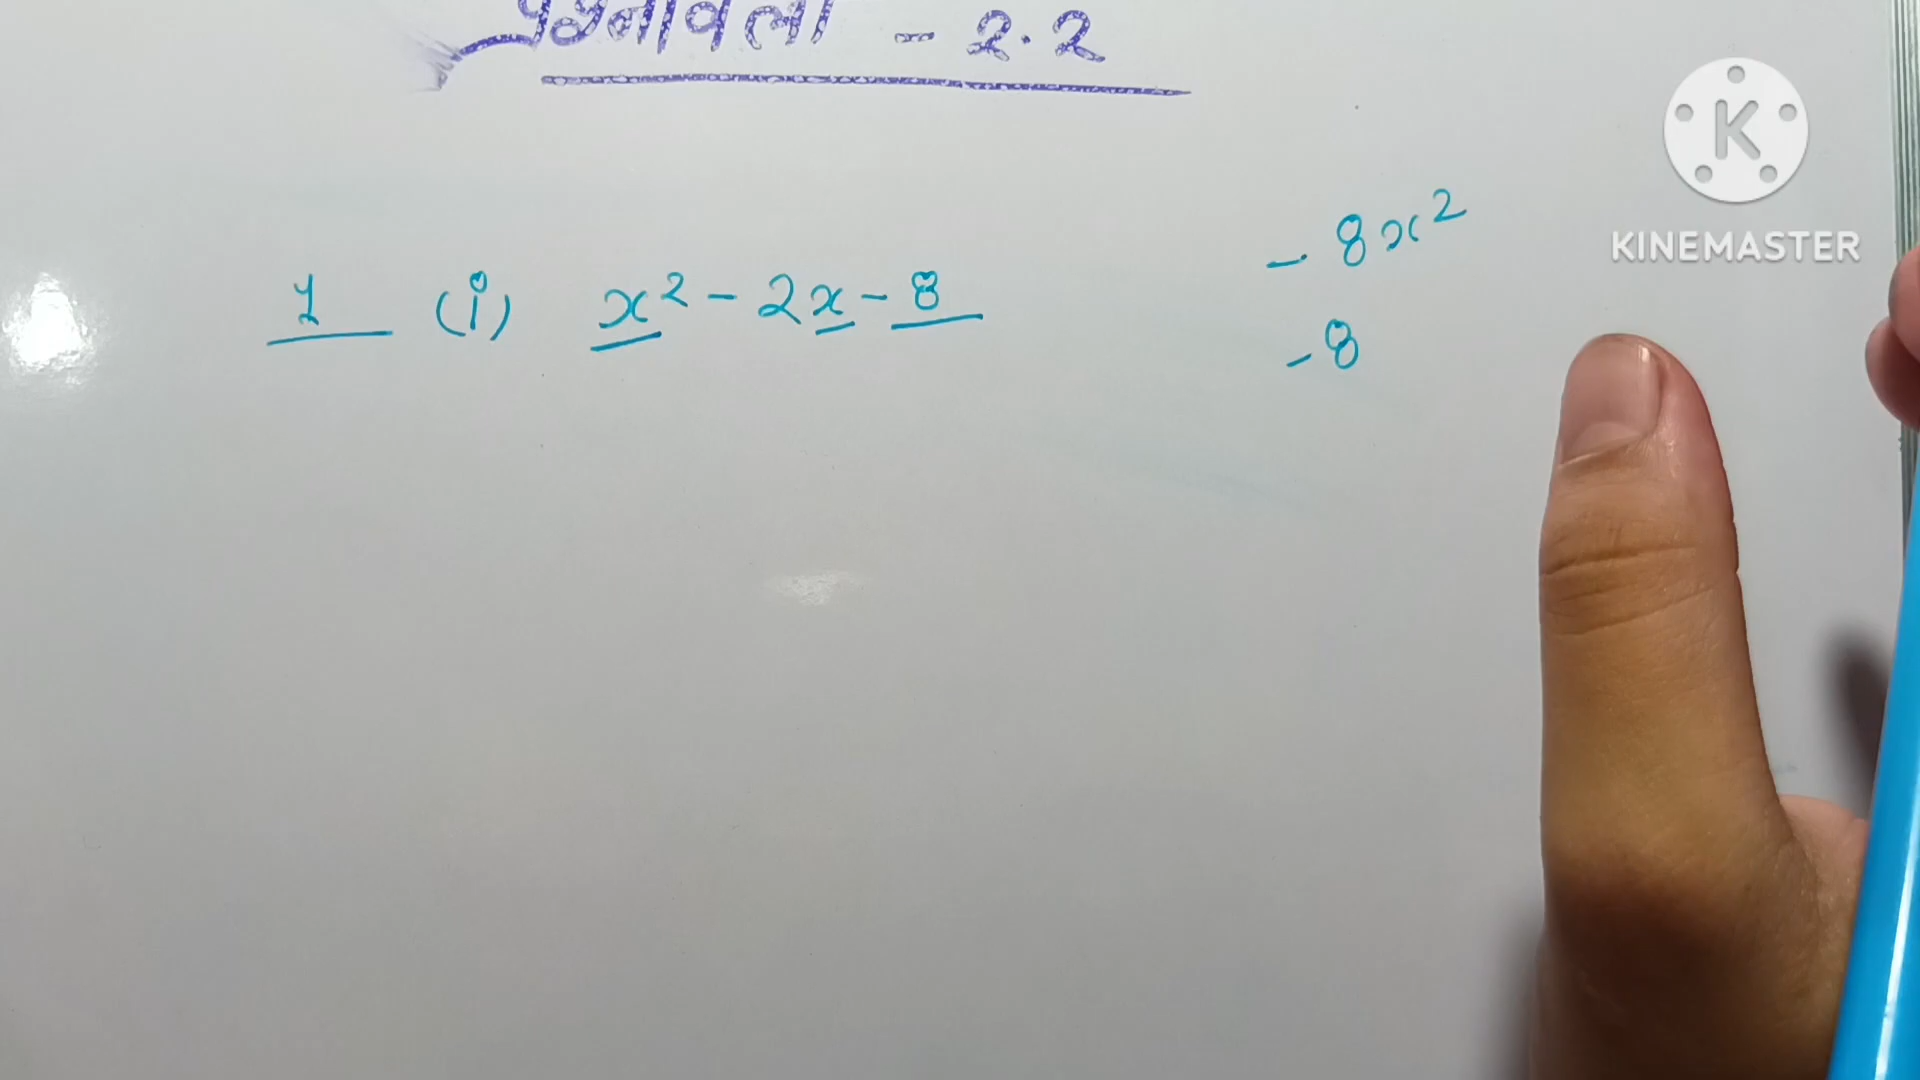 प्रश्नावली - 2.2
1 (i) x² - 2x - 8
- 8x²
- 8
K
KINEMASTER